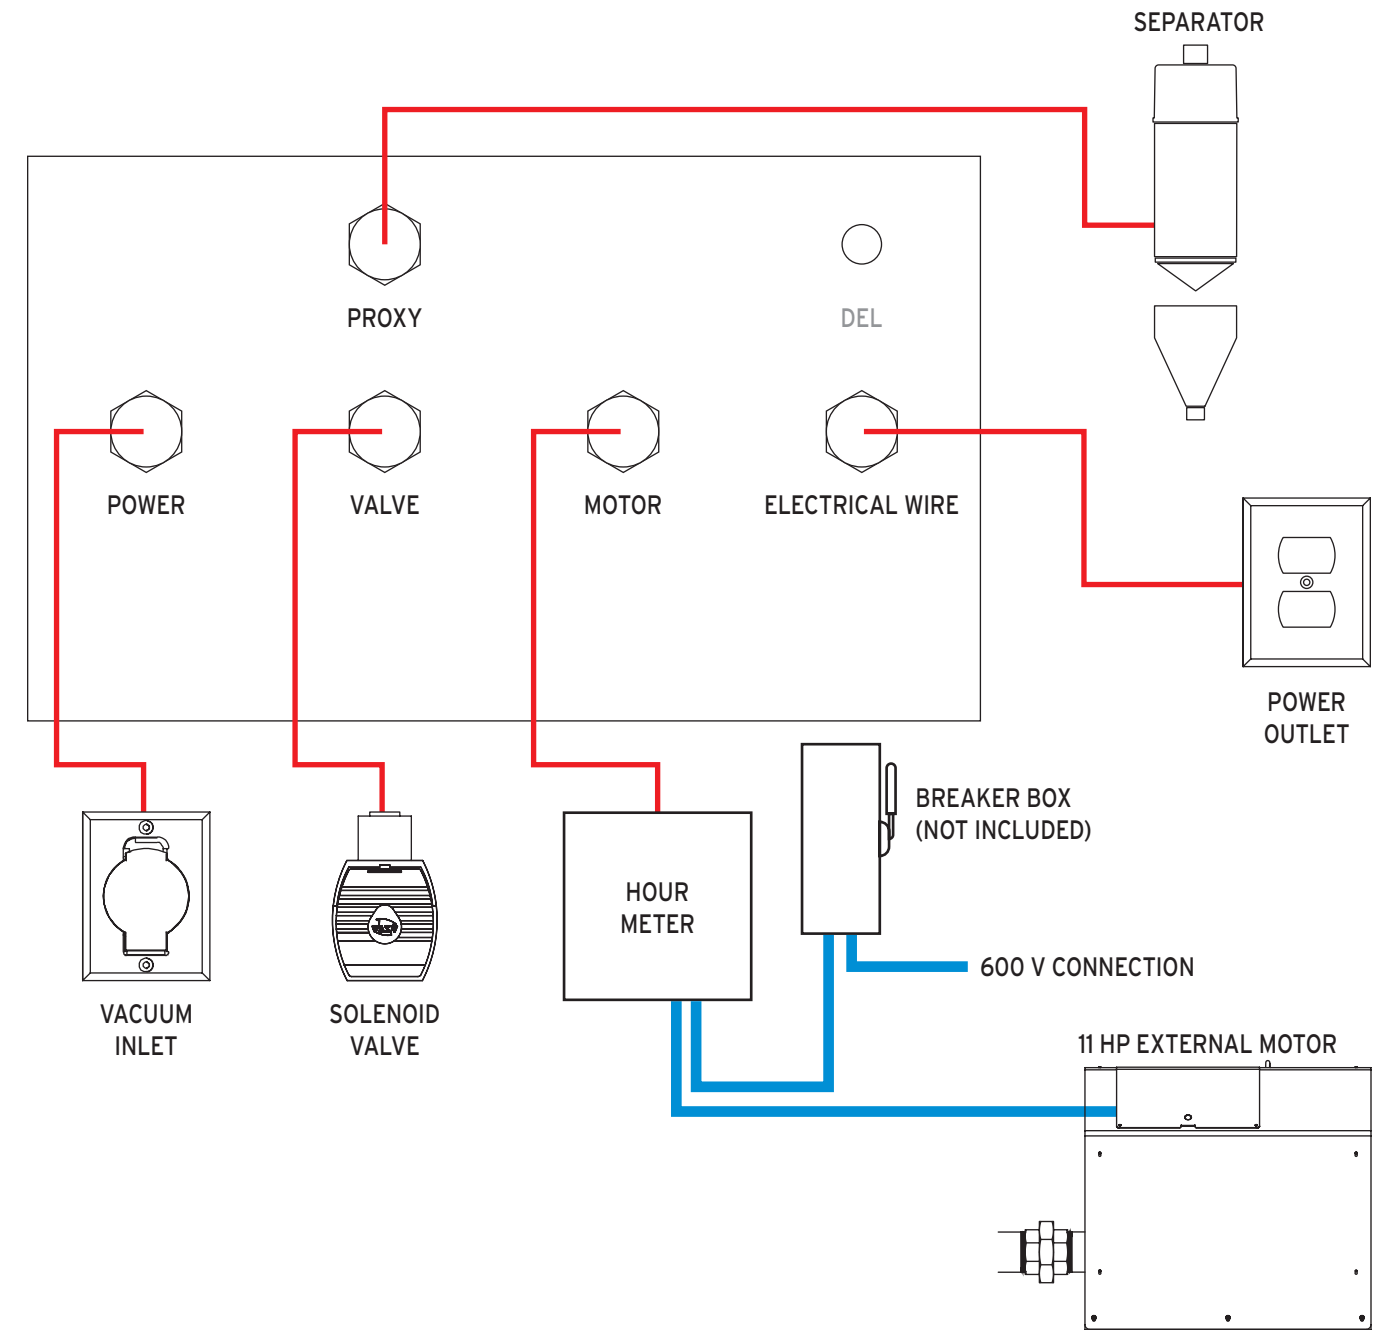 SEPARATOR
PROXY
DEL
POWER
VALVE
MOTOR
ELECTRICAL WIRE
POWER
OUTLET
BREAKER BOX
(NOT INCLUDED)
HOUR
METER
600 V CONNECTION
VACUUM
INLET
SOLENOID
VALVE
11 HP EXTERNAL MOTOR